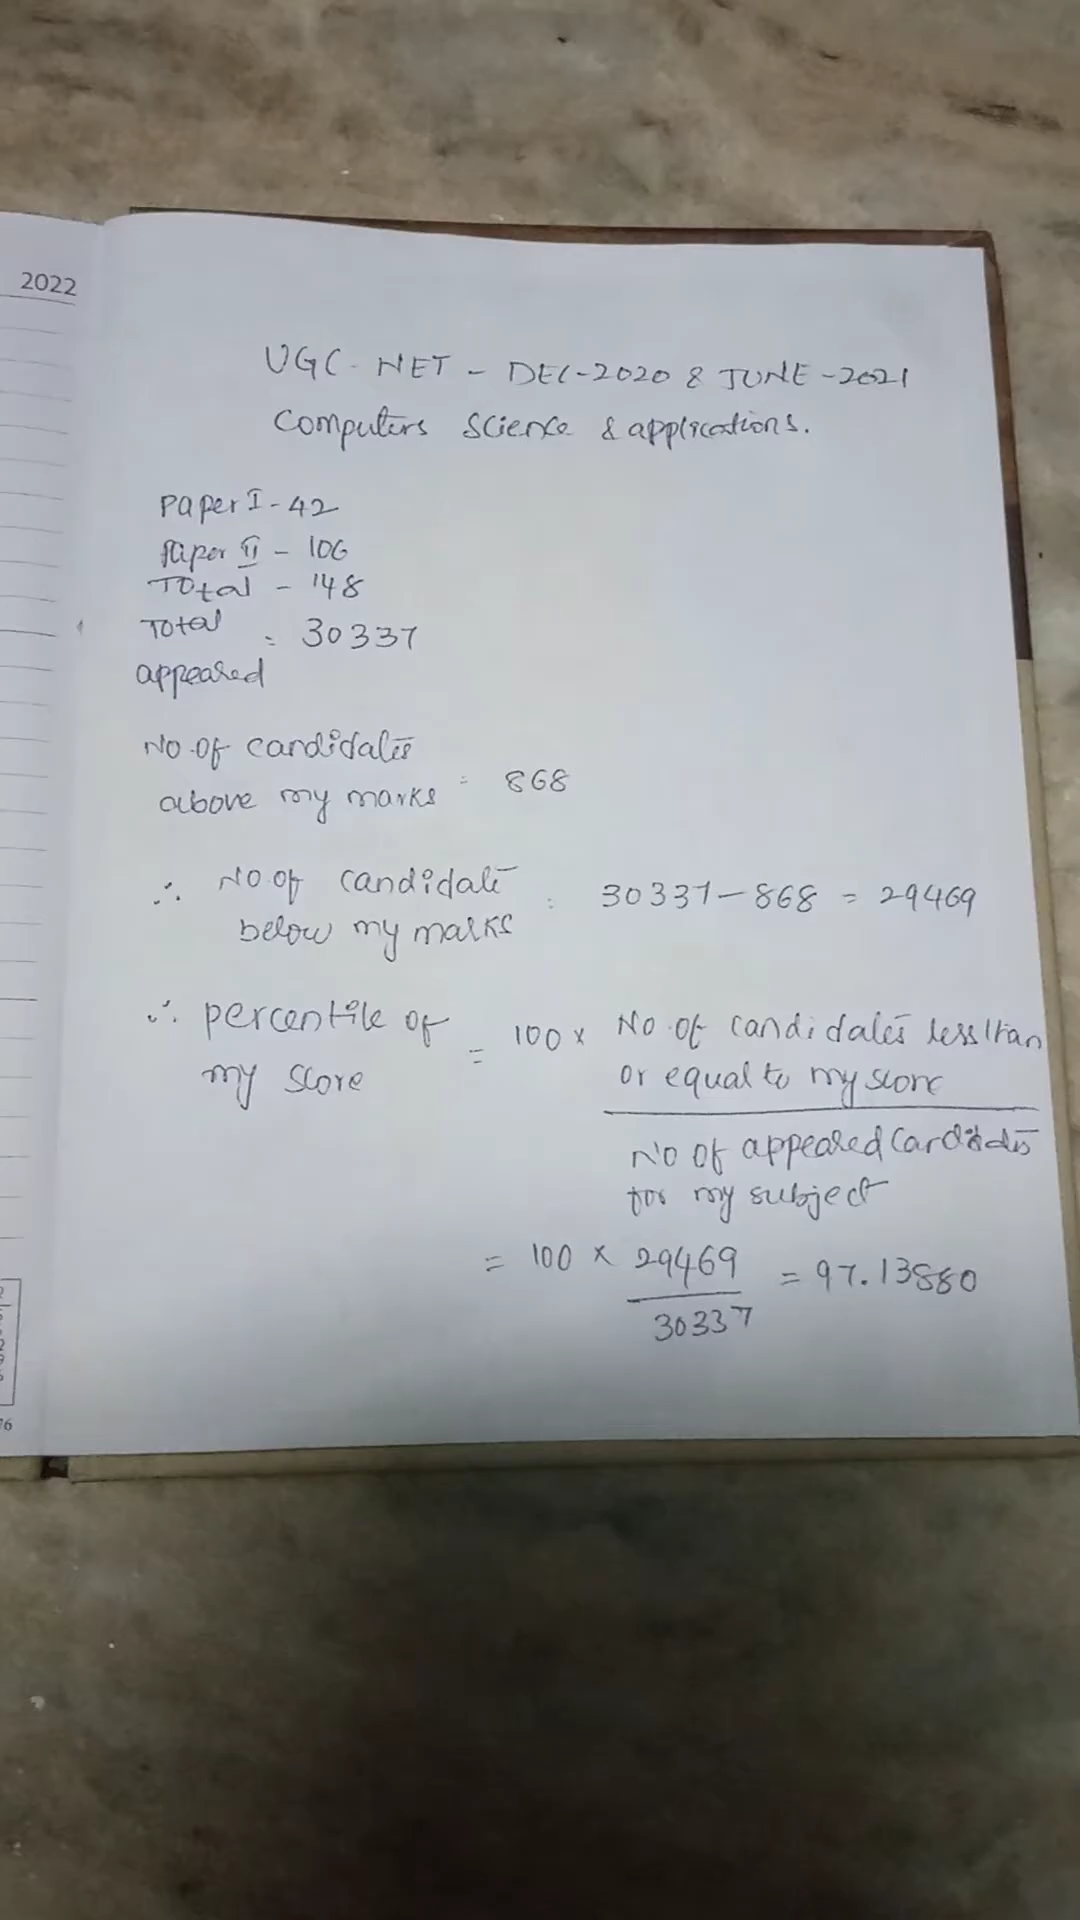 2022
UGC-NET - DEC-2020 & JUNE-2021
Computers Science & applications.
Paper I - 42
Paper II - 106
Total - 148
Total = 30337
appeared
No of candidates
above my marks = 868
∴ No of candidate = 30337-868 = 29469
below my marks
∴ percentile of = 100 x No of candidates less than
my score or equal to my score
No of appeared candidates
for my subject
= 100 x 29469 = 97.13880
30337
76